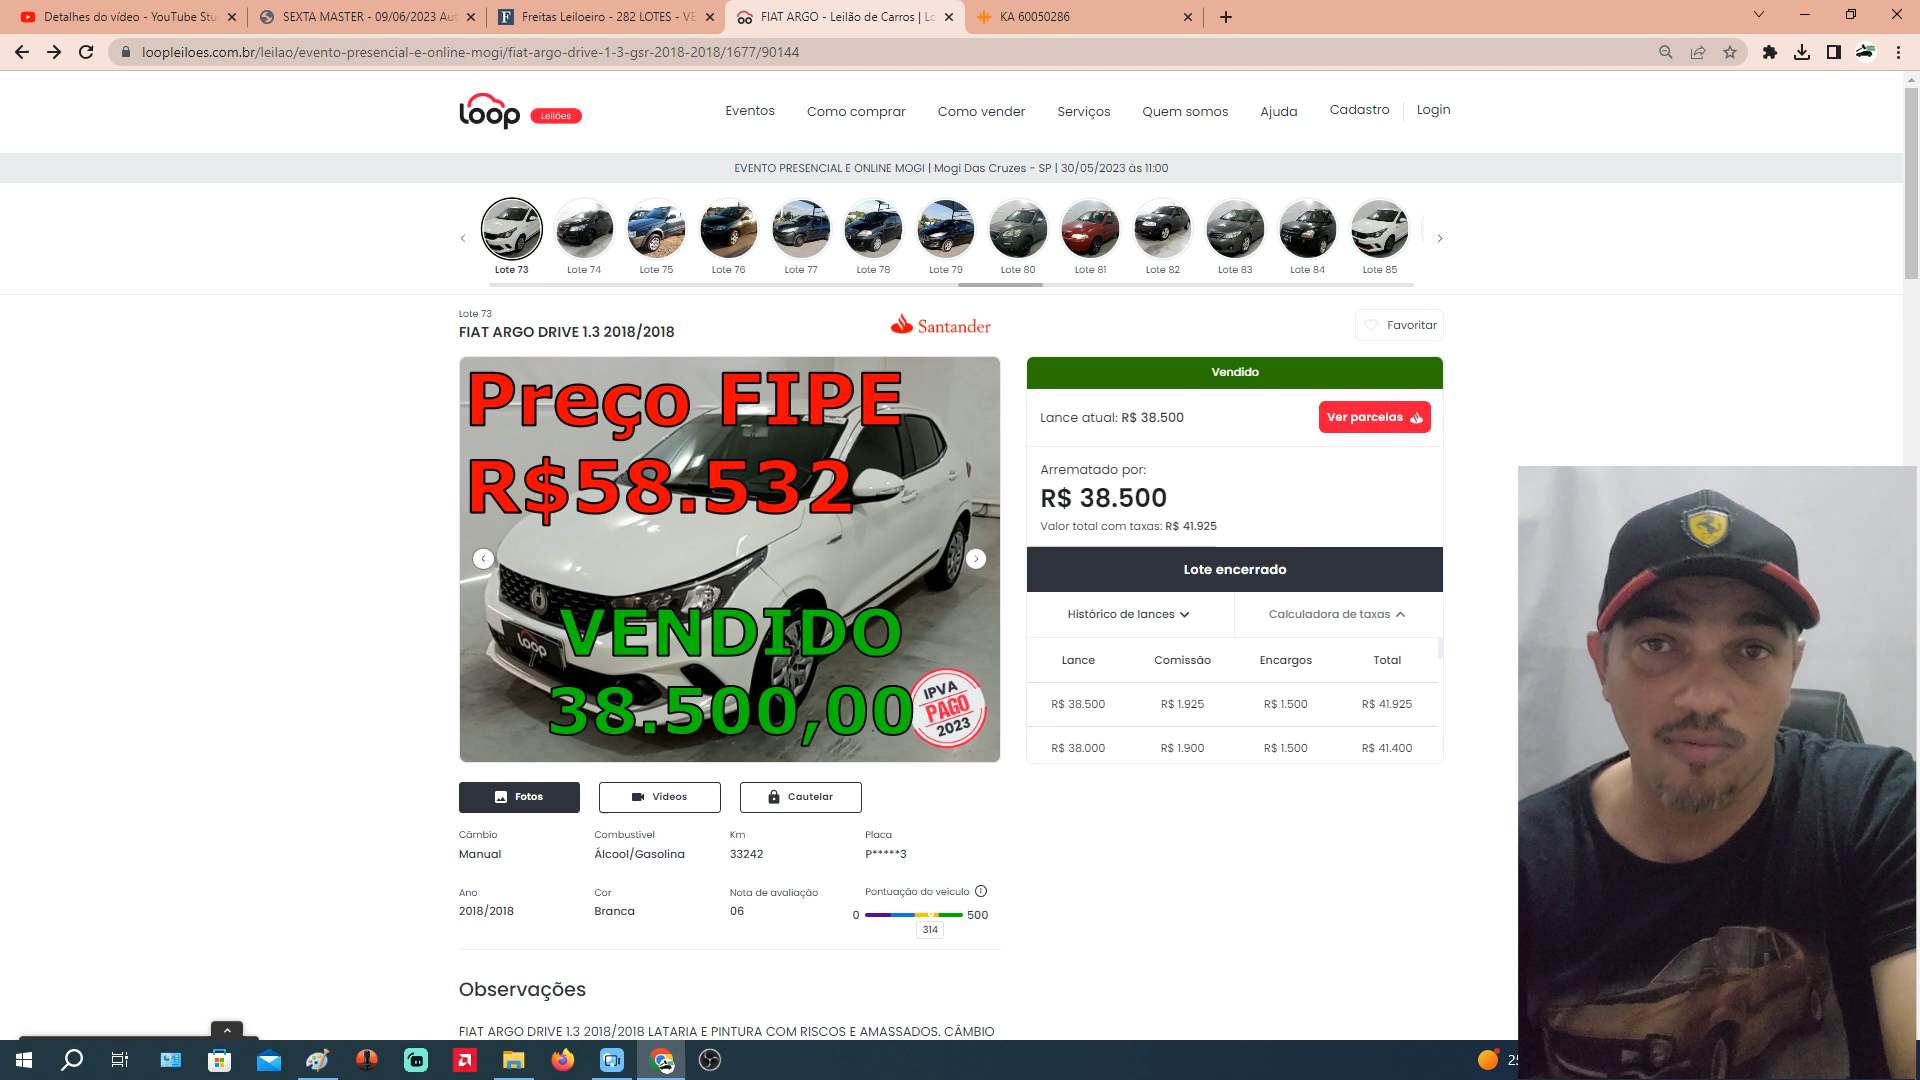 Detalhes do vídeo - YouTube Stu
SEXTA MASTER - 09/06/2023 Aut
Freitas Leiloeiro - 282 LOTES - VE
FIAT ARGO - Leilão de Carros | Lo
KA 60050286
loopleiloes.com.br/leilao/evento-presencial-e-online-mogi/fiat-argo-drive-1-3-gsr-2018-2018/1677/90144
loop Leilões
Eventos
Como comprar
Como vender
Serviços
Quem somos
Ajuda
Cadastro
Login
EVENTO PRESENCIAL E ONLINE MOGI | Mogi Das Cruzes - SP | 30/05/2023 às 11:00
Lote 73
Lote 74
Lote 75
Lote 76
Lote 77
Lote 78
Lote 79
Lote 80
Lote 81
Lote 82
Lote 83
Lote 84
Lote 85
Lote 73
FIAT ARGO DRIVE 1.3 2018/2018
Santander
Favoritar
Preço FIPE
R$58.532
loop
VENDIDO
38.500,00
IPVA
PAGO
2023
Vendido
Lance atual: R$ 38.500
Ver parcelas
Arrematado por:
R$ 38.500
Valor total com taxas: R$ 41.925
Lote encerrado
Histórico de lances
Calculadora de taxas
Lance Comissão Encargos Total
R$ 38.500 R$ 1.925 R$ 1.500 R$ 41.925
R$ 38.000 R$ 1.900 R$ 1.500 R$ 41.400
Fotos
Vídeos
Cautelar
Câmbio
Manual
Combustível
Álcool/Gasolina
Km
33242
Placa
P*****3
Ano
2018/2018
Cor
Branca
Nota de avaliação
06
Pontuação do veículo
0
500
314
Observações
FIAT ARGO DRIVE 1.3 2018/2018 LATARIA E PINTURA COM RISCOS E AMASSADOS. CÂMBIO